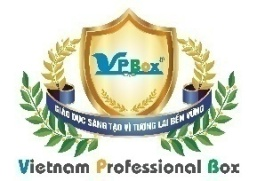 VPBox
GIÁO DỤC SÁNG TẠO VÌ TƯƠNG LAI BỀN VỮNG
Vietnam Professional Box